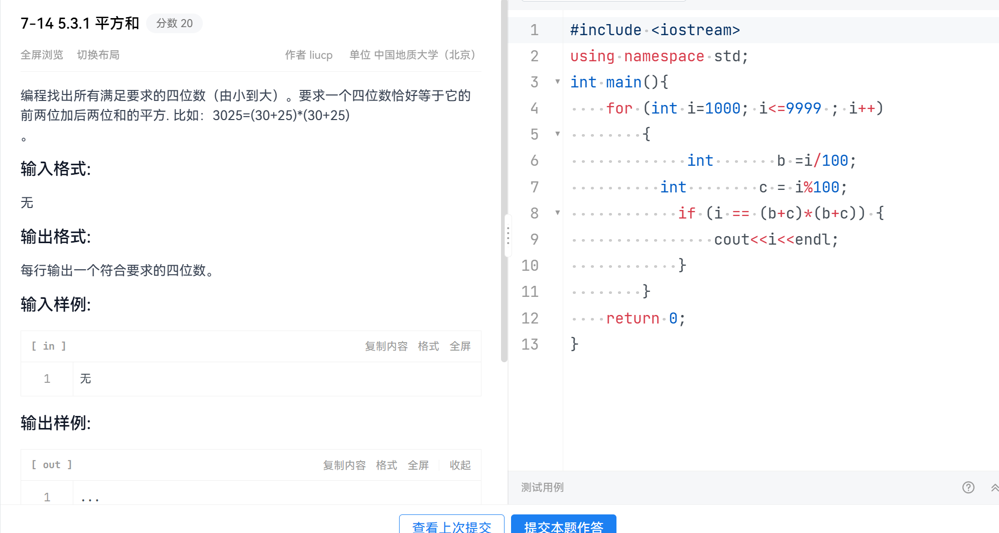 7-14 5.3.1 平方和 分数 20
全屏浏览 切换布局 作者 liucp 单位 中国地质大学（北京）
编程找出所有满足要求的四位数（由小到大）。要求一个四位数恰好等于它的
前两位加后两位和的平方. 比如：3025=(30+25)*(30+25)
。
输入格式:
无
输出格式:
每行输出一个符合要求的四位数。
输入样例:
[ in ] 复制内容 格式 全屏
1 无
输出样例:
[ out ] 复制内容 格式 全屏 收起
1 ...
1 #include <iostream>
2 using namespace std;
3 int main(){
4     for (int i=1000; i<=9999 ; i++)
5         {
6              int       b =i/100;
7           int        c = i%100;
8             if (i == (b+c)*(b+c)) {
9                 cout<<i<<endl;
10             }
11         }
12     return 0;
13 }
测试用例
查看上次提交 提交本题作答